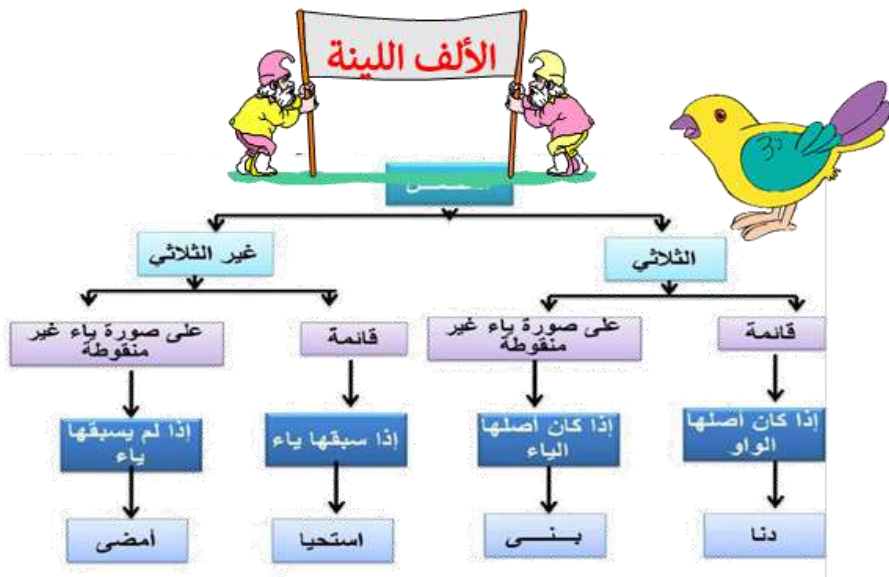 الألف اللينة
الثلاثي
غير الثلاثي
قائمة
على صورة ياء غير
منقوطة
قائمة
على صورة ياء غير
منقوطة
إذا كان أصلها
الواو
إذا كان أصلها
الياء
إذا سبقها ياء
إذا لم يسبقها
ياء
دنا
بـنـى
استحيا
أمضى